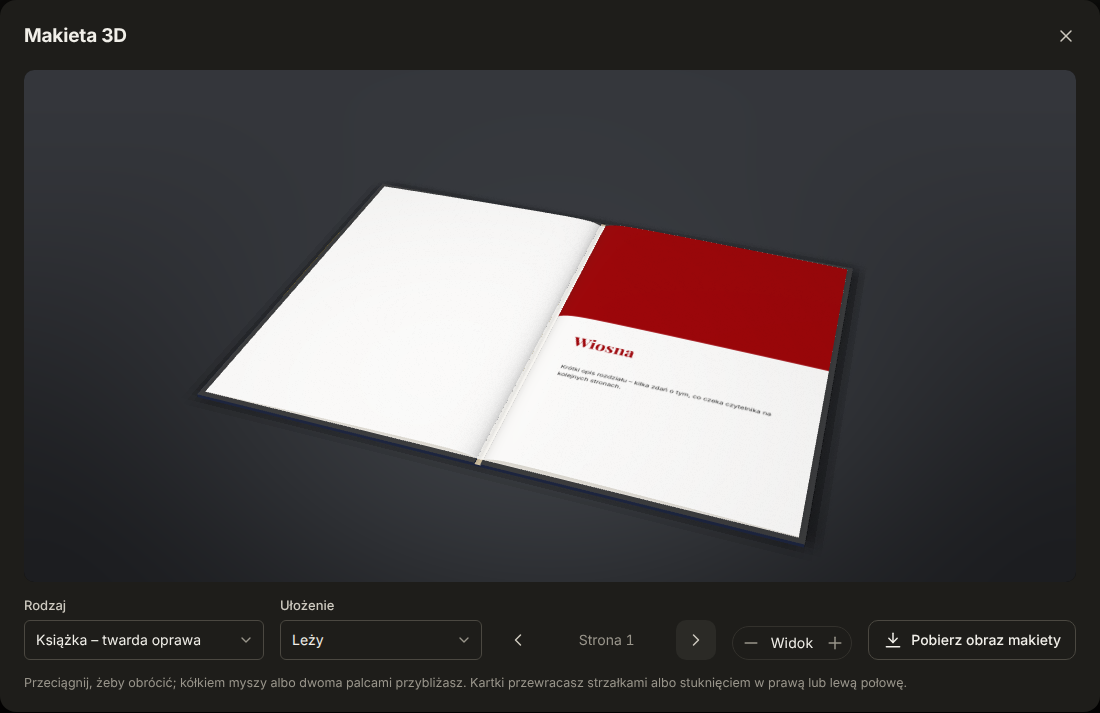 Makieta 3D
Wiosna
Krótki opis rozdziału – kilka zdań o tym, co czeka czytelnika na
kolejnych stronach.
Rodzaj
Ułożenie
Książka – twarda oprawa
Leży
Strona 1
Widok
Pobierz obraz makiety
Przeciągnij, żeby obrócić; kółkiem myszy albo dwoma palcami przybliżasz. Kartki przewracasz strzałkami albo stuknięciem w prawą lub lewą połowę.